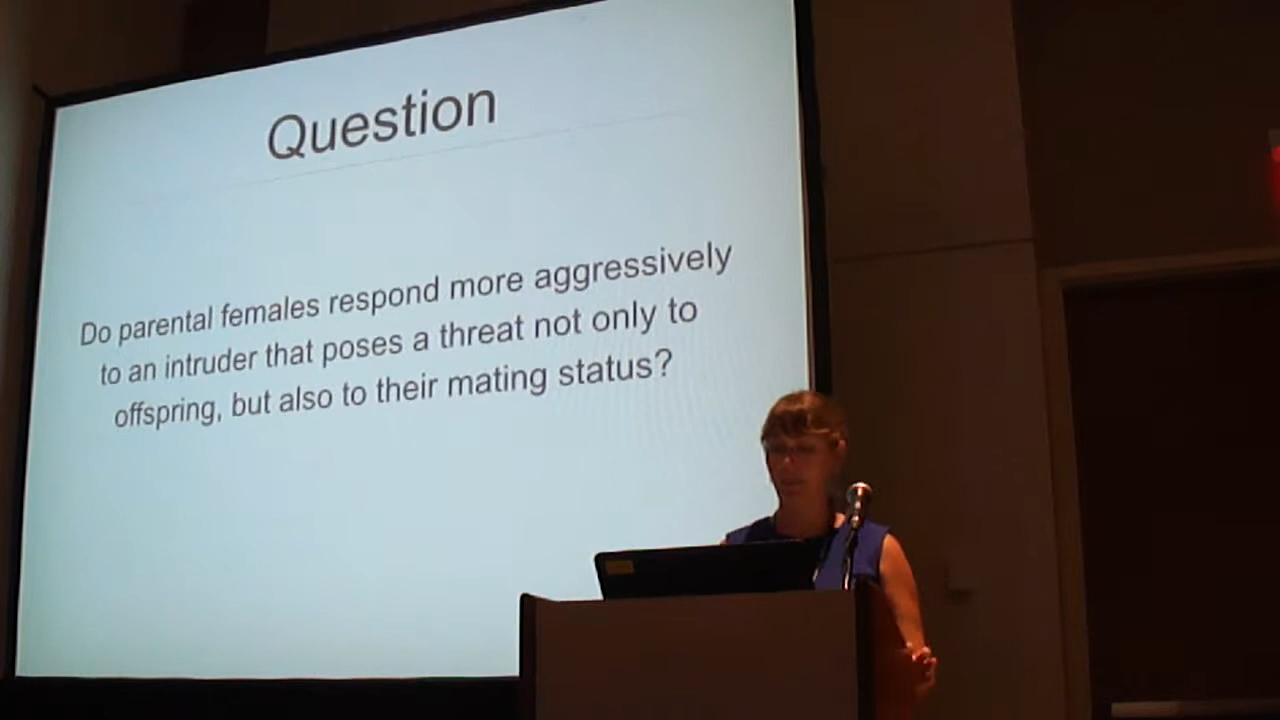 Question
Do parental females respond more aggressively
to an intruder that poses a threat not only to
offspring, but also to their mating status?